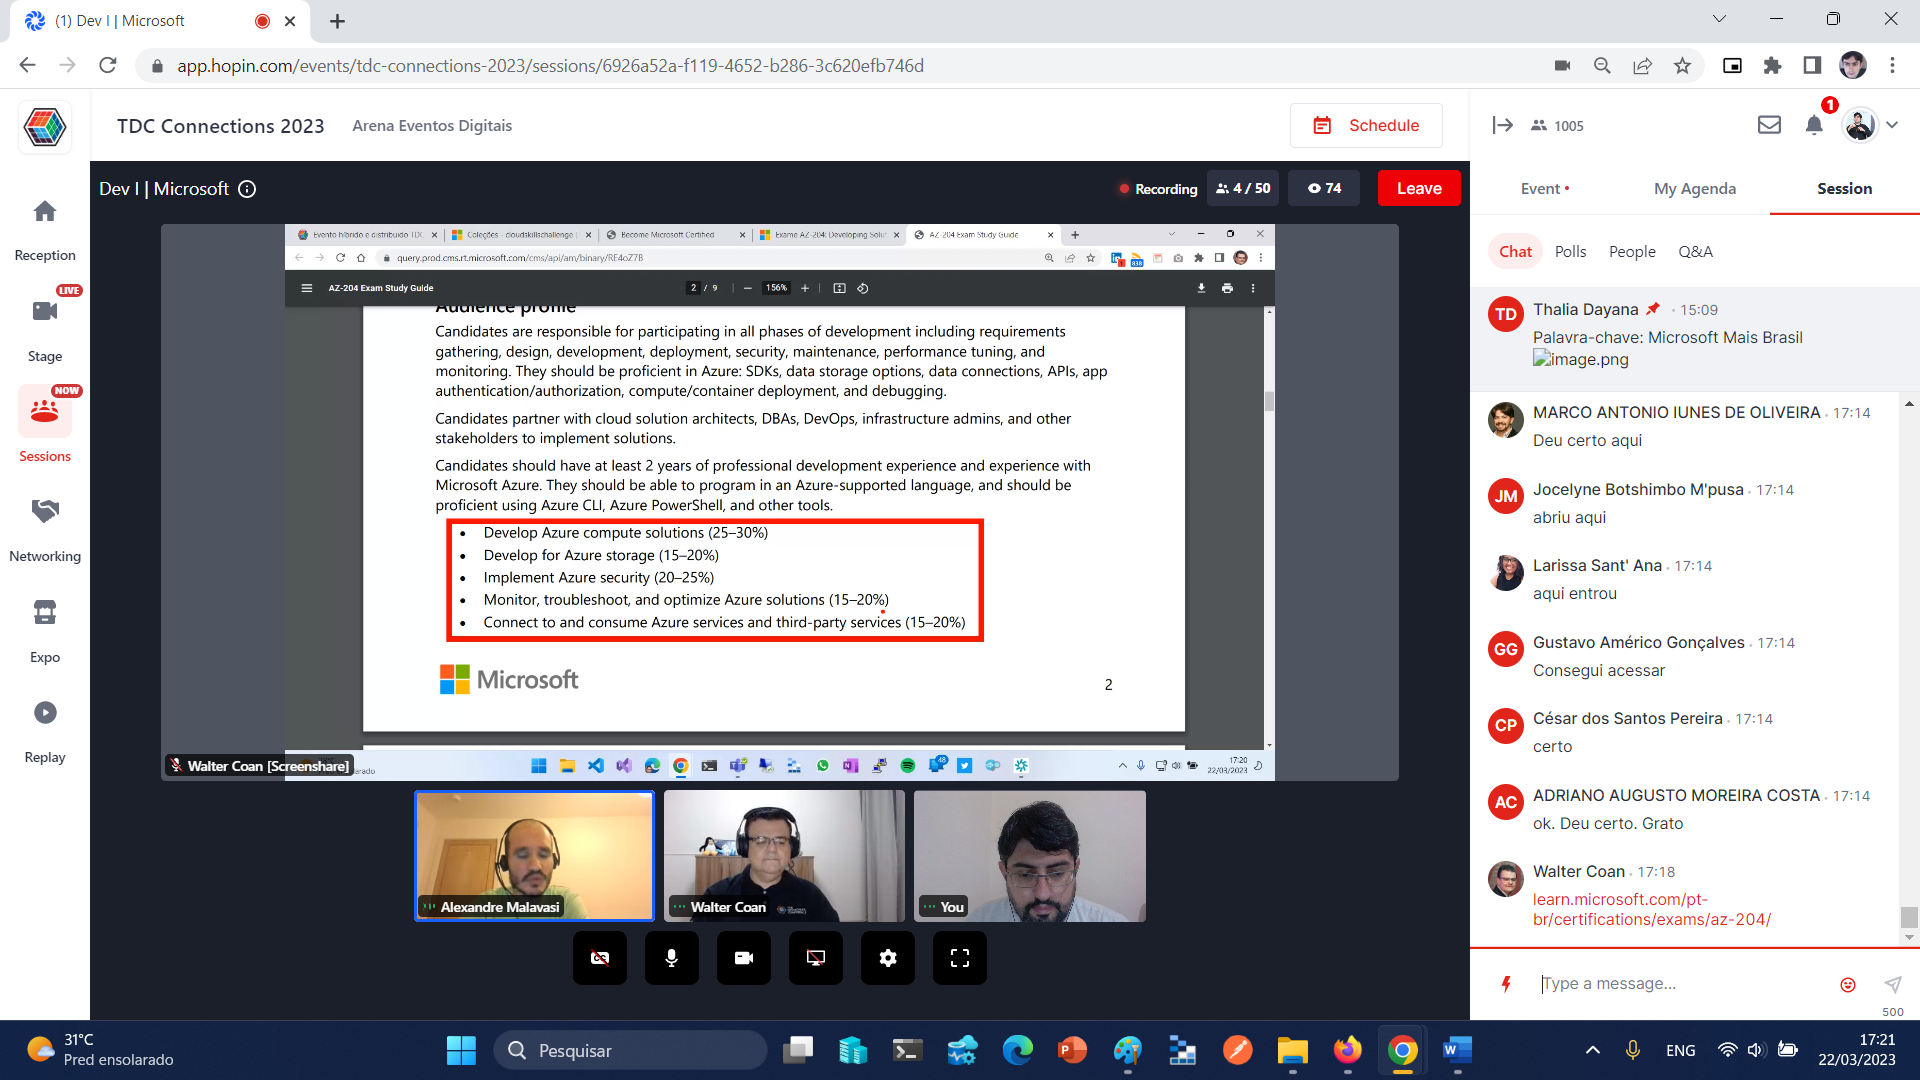 (1) Dev I | Microsoft
app.hopin.com/events/tdc-connections-2023/sessions/6926a52a-f119-4652-b286-3c620efb746d
TDC Connections 2023
Arena Eventos Digitais
Schedule
1005
1
Reception
LIVE
Stage
NOW
Sessions
Networking
Expo
Replay
Dev I | Microsoft
Recording
4 / 50
74
Leave
Evento híbrido e distribuído TDC
Coleções - cloudskillschallenge |
Become Microsoft Certified
Exame AZ-204: Developing Solut
AZ-204 Exam Study Guide
query.prod.cms.rt.microsoft.com/cms/api/am/binary/RE4oZ7B
AZ-204 Exam Study Guide
2 / 9
156%
Audience profile
Candidates are responsible for participating in all phases of development including requirements
gathering, design, development, deployment, security, maintenance, performance tuning, and
monitoring. They should be proficient in Azure: SDKs, data storage options, data connections, APIs, app
authentication/authorization, compute/container deployment, and debugging.
Candidates partner with cloud solution architects, DBAs, DevOps, infrastructure admins, and other
stakeholders to implement solutions.
Candidates should have at least 2 years of professional development experience and experience with
Microsoft Azure. They should be able to program in an Azure-supported language, and should be
proficient using Azure CLI, Azure PowerShell, and other tools.
• Develop Azure compute solutions (25–30%)
• Develop for Azure storage (15–20%)
• Implement Azure security (20–25%)
• Monitor, troubleshoot, and optimize Azure solutions (15–20%)
• Connect to and consume Azure services and third-party services (15–20%)
Microsoft
2
Walter Coan [Screenshare]
17:20
22/03/2023
Alexandre Malavasi
Walter Coan
You
Event
My Agenda
Session
Chat
Polls
People
Q&A
TD
Thalia Dayana · 15:09
Palavra-chave: Microsoft Mais Brasil
image.png
MARCO ANTONIO IUNES DE OLIVEIRA · 17:14
Deu certo aqui
JM
Jocelyne Botshimbo M'pusa · 17:14
abriu aqui
Larissa Sant' Ana · 17:14
aqui entrou
GG
Gustavo Américo Gonçalves · 17:14
Consegui acessar
CP
César dos Santos Pereira · 17:14
certo
AC
ADRIANO AUGUSTO MOREIRA COSTA · 17:14
ok. Deu certo. Grato
Walter Coan · 17:18
learn.microsoft.com/pt-
br/certifications/exams/az-204/
Type a message...
500
31°C
Pred ensolarado
Pesquisar
ENG
17:21
22/03/2023